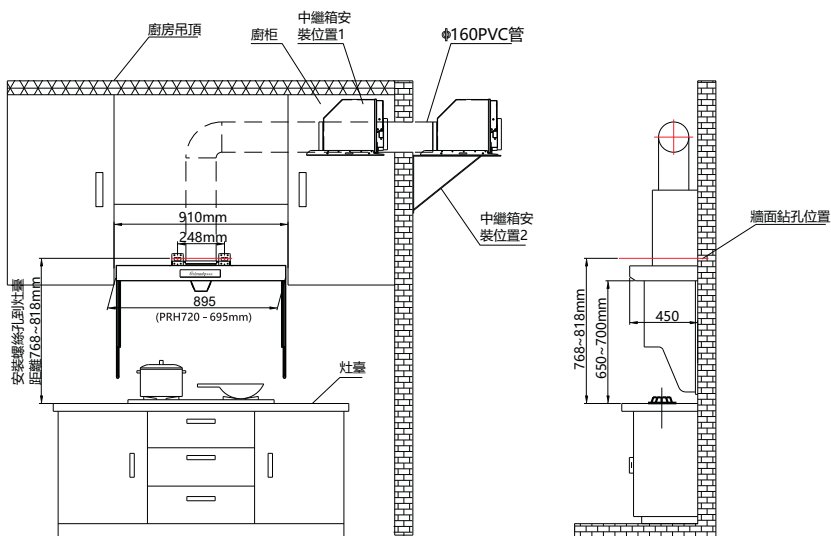 廚房吊頂
廚柜
中繼箱安
裝位置1
ϕ160PVC管
910mm
248mm
中繼箱安
裝位置2
牆面鉆孔位置
安裝螺絲孔到灶臺
距離768~818mm
895
(PRH720－695mm)
灶臺
768~818mm
650~700mm
450